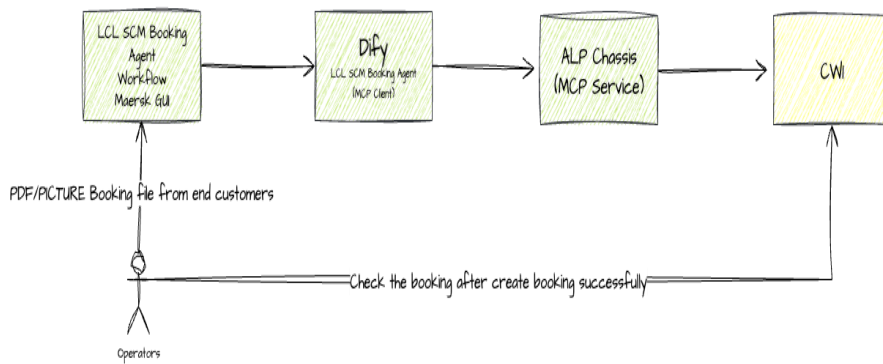 LCL SCM Booking
Agent
Workflow
Maersk GUI
Dify
LCL SCM Booking Agent
(MCP Client)
ALP Chassis
(MCP Service)
CWI
PDF/PICTURE Booking file from end customers
Check the booking after create booking successfully
Operators